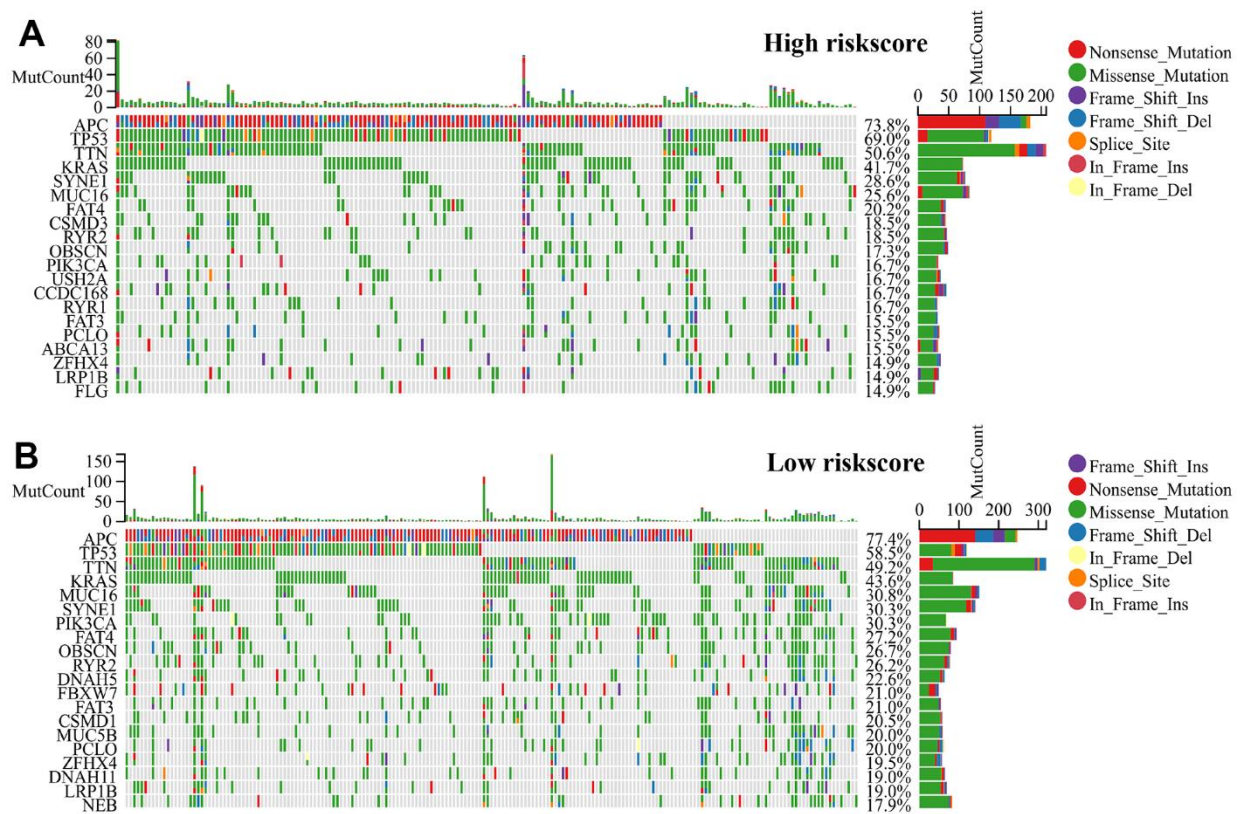 A
High riskscore
MutCount
80
60
40
20
0
MutCount
0 50 100 150 200
Nonsense_Mutation
Missense_Mutation
Frame_Shift_Ins
Frame_Shift_Del
Splice_Site
In_Frame_Ins
In_Frame_Del
APC 73.8%
TP53 69.0%
TTN 50.6%
KRAS 41.7%
SYNE1 28.6%
MUC16 25.6%
FAT4 20.2%
CSMD3 18.5%
RYR2 18.5%
OBSCN 17.3%
PIK3CA 16.7%
USH2A 16.7%
CCDC168 16.7%
RYR1 16.7%
FAT3 15.5%
PCLO 15.5%
ABCA13 15.5%
ZFHX4 14.9%
LRP1B 14.9%
FLG 14.9%
B
Low riskscore
MutCount
150
100
50
0
MutCount
0 100 200 300
Frame_Shift_Ins
Nonsense_Mutation
Missense_Mutation
Frame_Shift_Del
In_Frame_Del
Splice_Site
In_Frame_Ins
APC 77.4%
TP53 58.5%
TTN 49.2%
KRAS 43.6%
MUC16 30.8%
SYNE1 30.3%
PIK3CA 30.3%
FAT4 27.2%
OBSCN 26.7%
RYR2 26.2%
DNAH5 22.6%
FBXW7 21.0%
FAT3 21.0%
CSMD1 20.5%
MUC5B 20.0%
PCLO 20.0%
ZFHX4 19.5%
DNAH11 19.0%
LRP1B 19.0%
NEB 17.9%